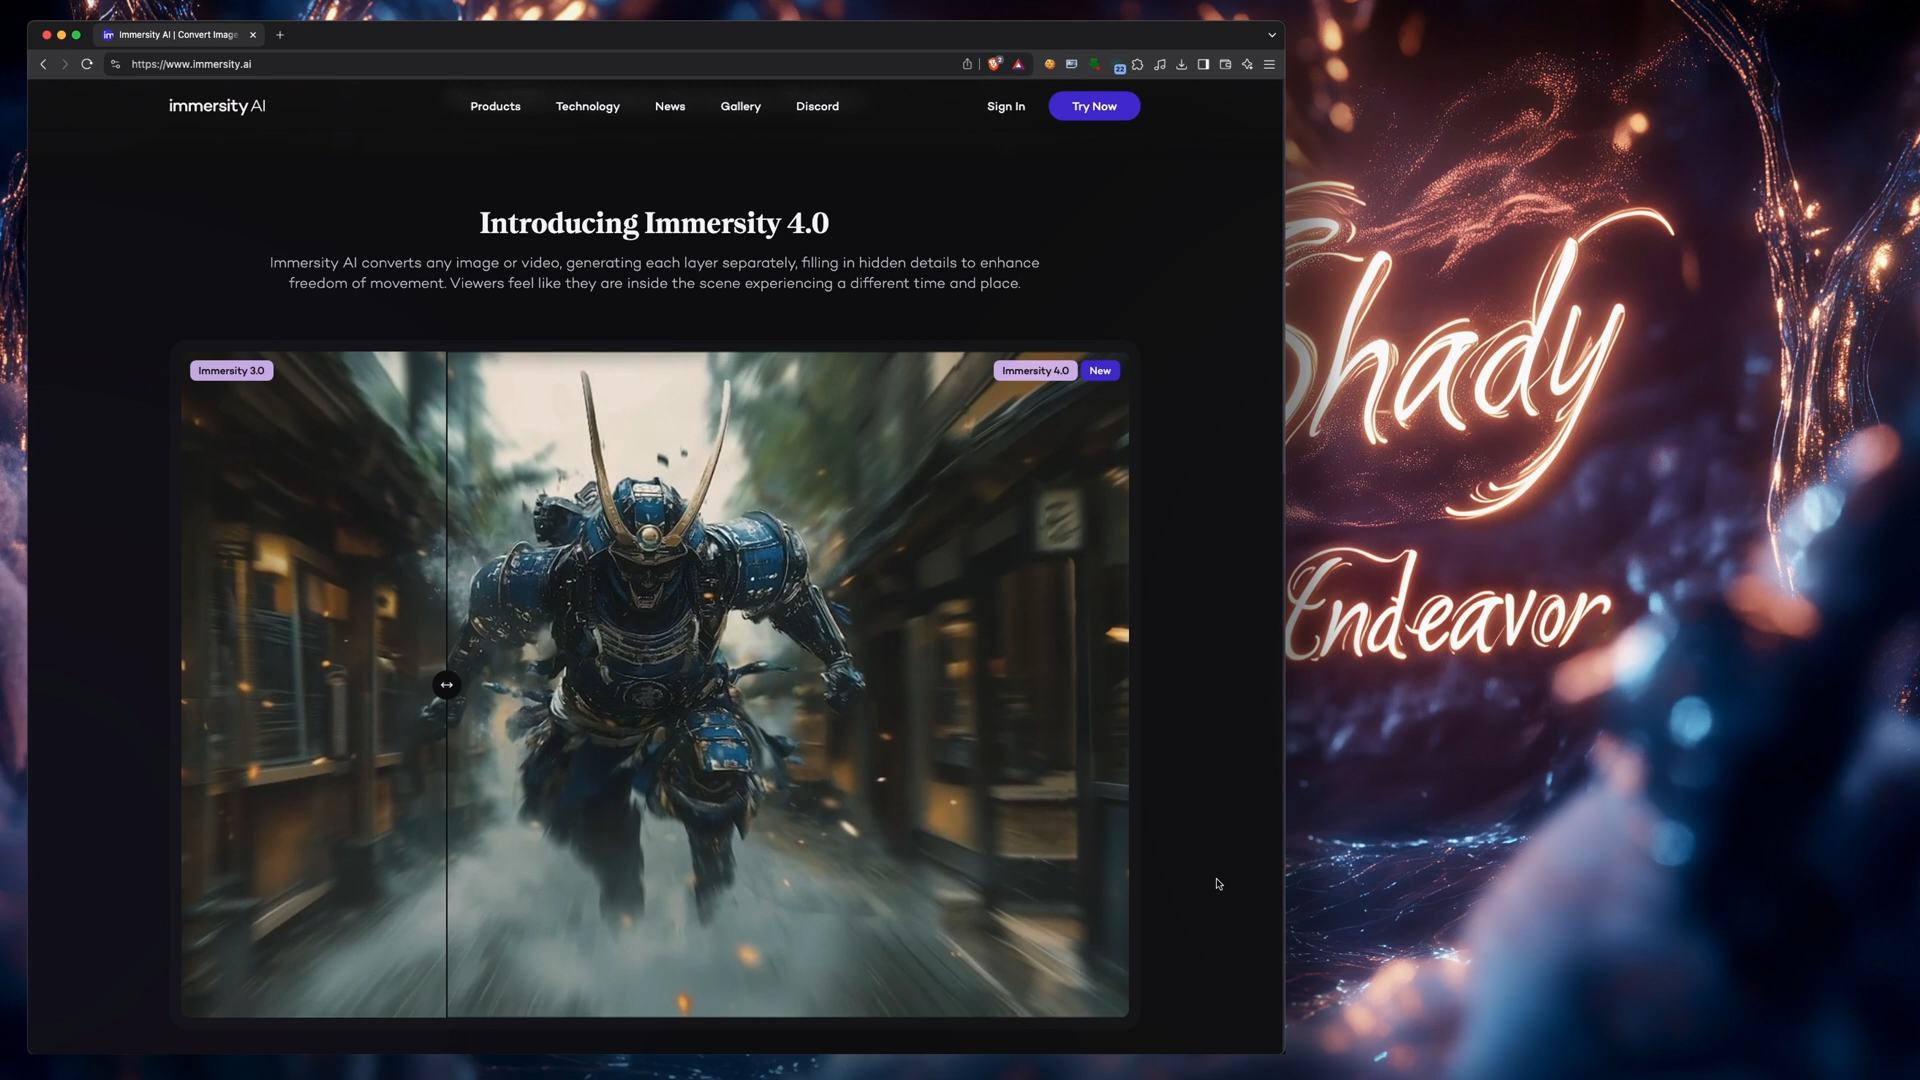 Immersity AI | Convert Image
https://www.immersity.ai
immersity AI
Products
Technology
News
Gallery
Discord
Sign In
Try Now
Introducing Immersity 4.0
Immersity AI converts any image or video, generating each layer separately, filling in hidden details to enhance
freedom of movement. Viewers feel like they are inside the scene experiencing a different time and place.
Immersity 3.0
Immersity 4.0
New
Shady
Endeavor
22
2